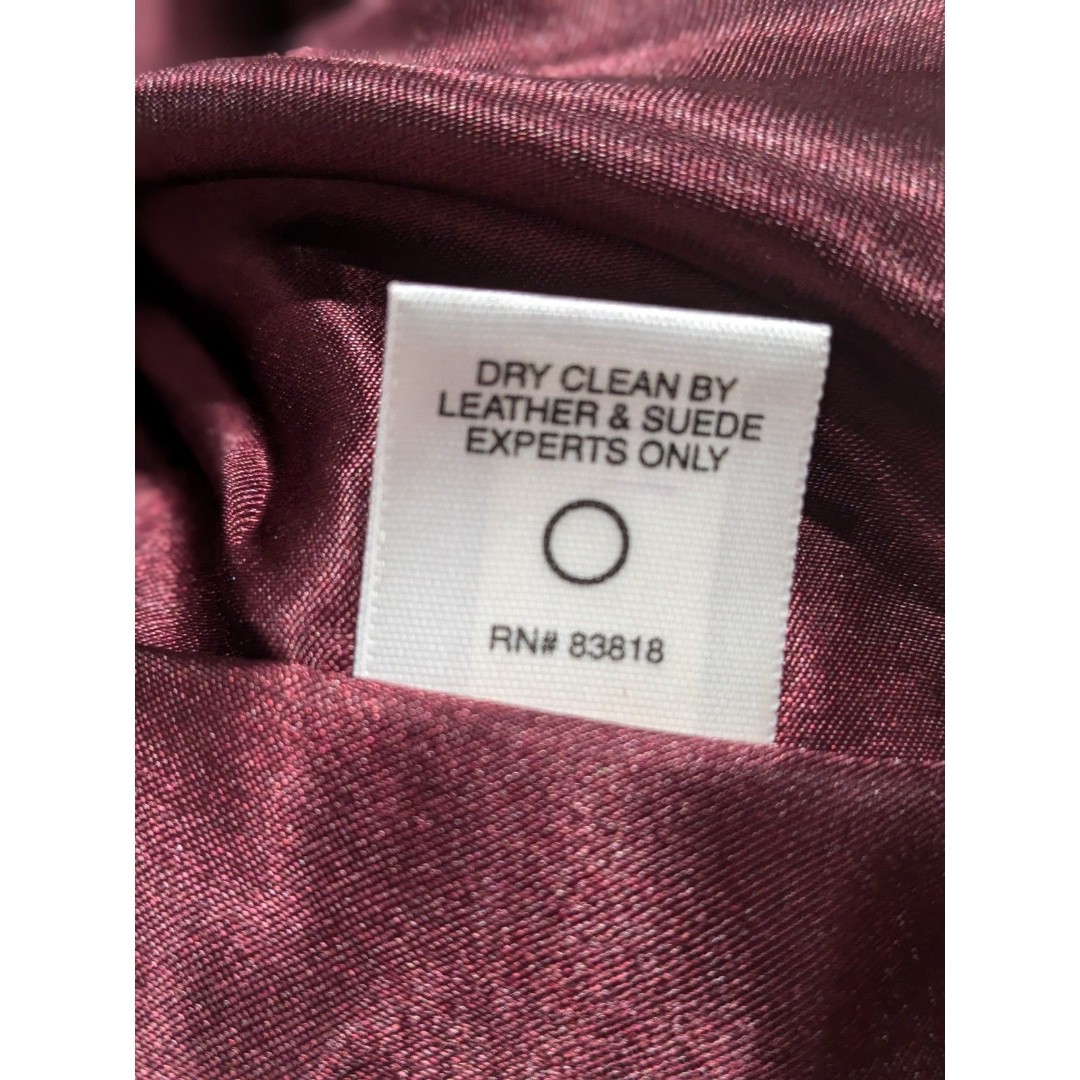 DRY CLEAN BY
LEATHER & SUEDE
EXPERTS ONLY
RN# 83818